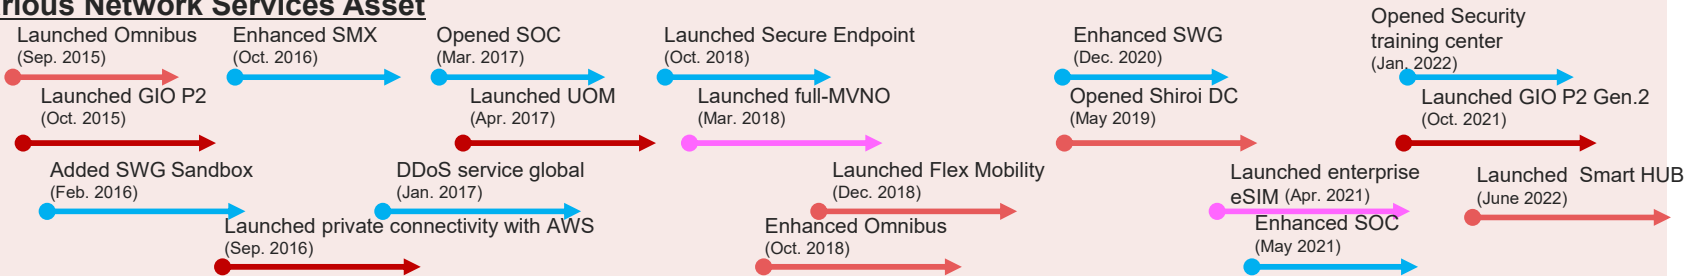 Network Services Asset
Launched Omnibus
(Sep. 2015)
Enhanced SMX
(Oct. 2016)
Opened SOC
(Mar. 2017)
Launched Secure Endpoint
(Oct. 2018)
Enhanced SWG
(Dec. 2020)
Opened Security
training center
(Jan. 2022)
Launched GIO P2
(Oct. 2015)
Launched UOM
(Apr. 2017)
Launched full-MVNO
(Mar. 2018)
Opened Shiroi DC
(May 2019)
Launched GIO P2 Gen.2
(Oct. 2021)
Added SWG Sandbox
(Feb. 2016)
DDoS service global
(Jan. 2017)
Launched Flex Mobility
(Dec. 2018)
Launched enterprise
eSIM (Apr. 2021)
Launched Smart HUB
(June 2022)
Launched private connectivity with AWS
(Sep. 2016)
Enhanced Omnibus
(Oct. 2018)
Enhanced SOC
(May 2021)